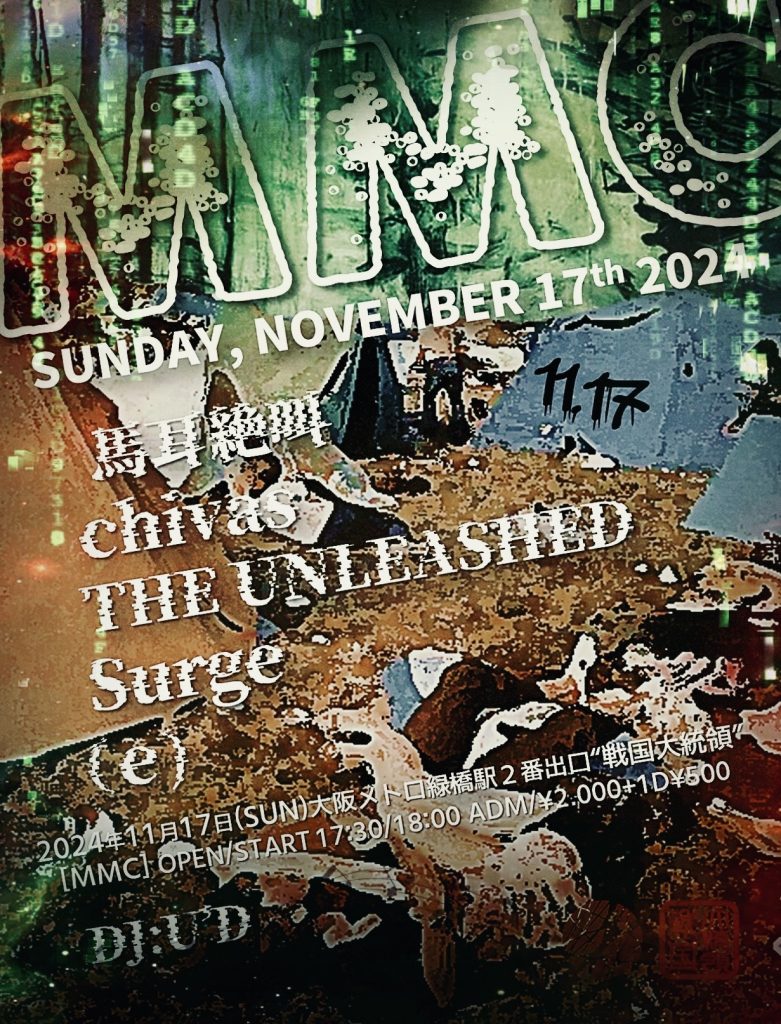 MMC
SUNDAY, NOVEMBER 17th 2024
11.17
馬耳絶叫
chivas
THE UNLEASHED
Surge
(e)
2024年11月17日(SUN)大阪メトロ緑橋駅2番出口“戦国大統領”
[MMC] OPEN/START 17:30/18:00 ADM/¥2.000+1D¥500
DJ:U'D